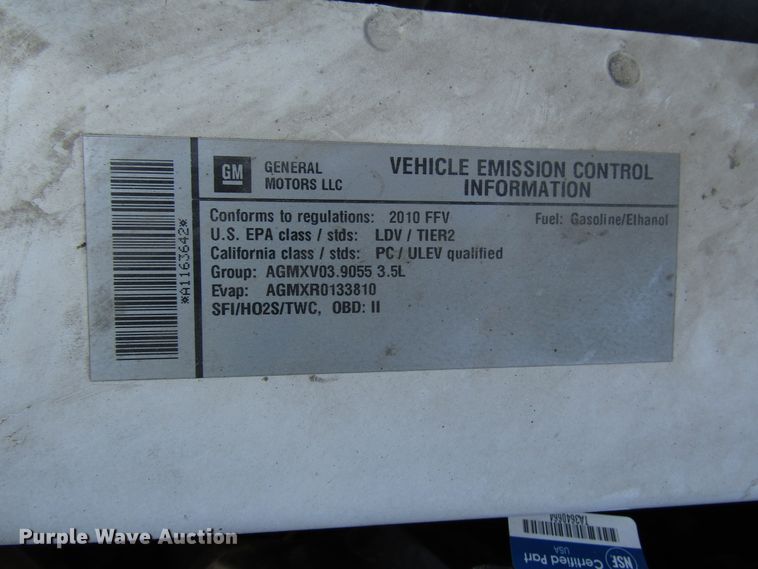 *A1163642*
GM
GENERAL
MOTORS LLC
VEHICLE EMISSION CONTROL
INFORMATION
Conforms to regulations: 2010 FFV
Fuel: Gasoline/Ethanol
U.S. EPA class / stds: LDV / TIER2
California class / stds: PC / ULEV qualified
Group: AGMXV03.9055 3.5L
Evap: AGMXR0133810
SFI/HO2S/TWC, OBD: II
Purple Wave Auction
NSF
Certified Part
USA